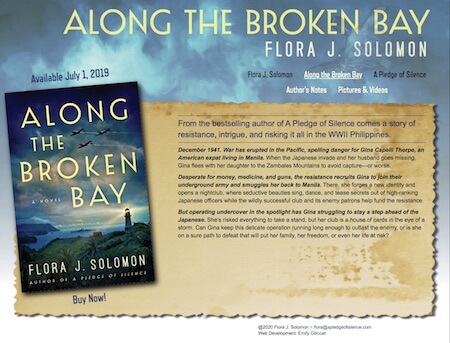 ALONG THE BROKEN BAY
FLORA J. SOLOMON
Flora J. Solomon Along the Broken Bay A Pledge of Silence
Author's Notes Pictures & Videos
Available July 1, 2019
ALONG
THE
BROKEN
BAY
A NOVEL
FLORA J. SOLOMON
AUTHOR OF A PLEDGE OF SILENCE
Buy Now!
From the bestselling author of A Pledge of Silence comes a story of
resistance, intrigue, and risking it all in the WWII Philippines.
December 1941. War has erupted in the Pacific, spelling danger for Gina Capelli Thorpe, an
American expat living in Manila. When the Japanese invade and her husband goes missing,
Gina flees with her daughter to the Zambales Mountains to avoid capture—or worse.
Desperate for money, medicine, and guns, the resistance recruits Gina to join their
underground army and smuggles her back to Manila. There, she forges a new identity and
opens a nightclub, where seductive beauties sing, dance, and tease secrets out of high-ranking
Japanese officers while the wildly successful club and its enemy patrons help fund the resistance.
But operating undercover in the spotlight has Gina struggling to stay a step ahead of the
Japanese. She's risked everything to take a stand, but her club is a house of cards in the eye of a
storm. Can Gina keep this delicate operation running long enough to outlast the enemy, or is she
on a sure path to defeat that will put her family, her freedom, or even her life at risk?
@2020 Flora J. Solomon ~ flora@apledgeofsilence.com
Web Development: Emily Gillcoat